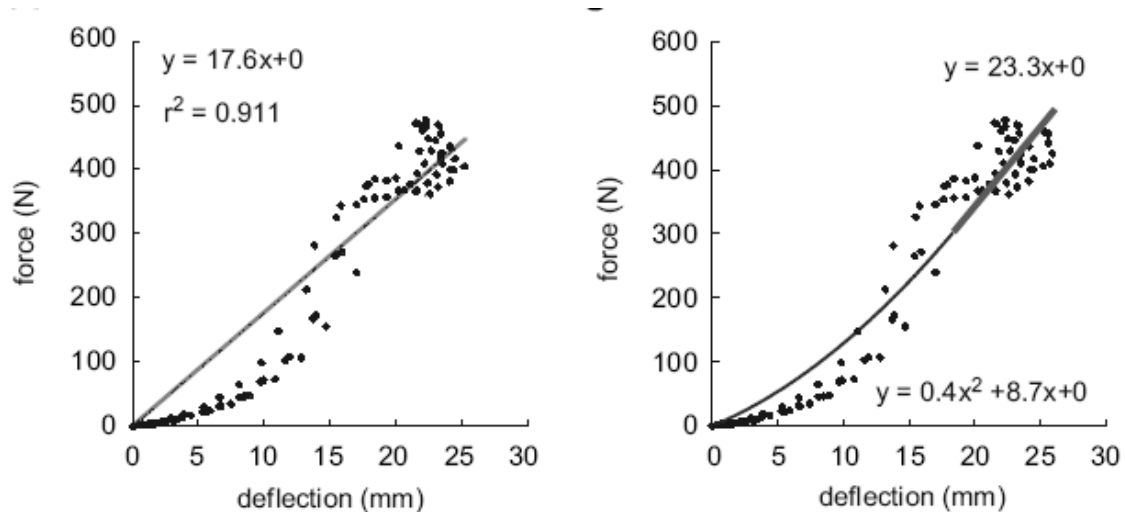 600
500
400
300
200
100
0
force (N)
y = 17.6x+0
r² = 0.911
0 5 10 15 20 25 30
deflection (mm)
600
500
400
300
200
100
0
force (N)
y = 23.3x+0
y = 0.4x² +8.7x+0
0 5 10 15 20 25 30
deflection (mm)